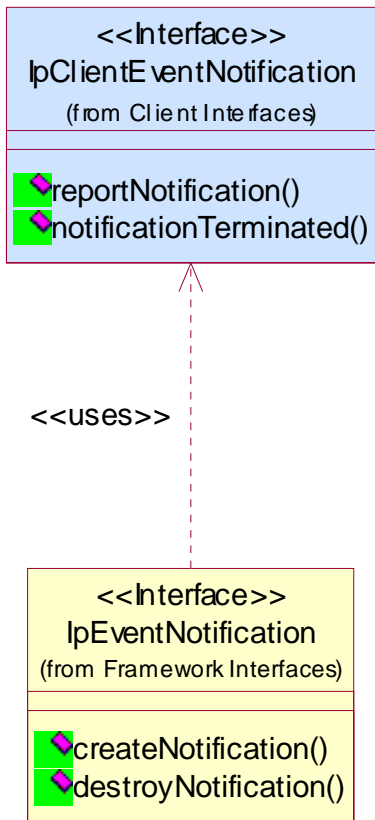 <<Interface>>
IpClientEventNotification
(from Client Interfaces)
reportNotification()
notificationTerminated()
<<uses>>
<<Interface>>
IpEventNotification
(from Framework Interfaces)
createNotification()
destroyNotification()